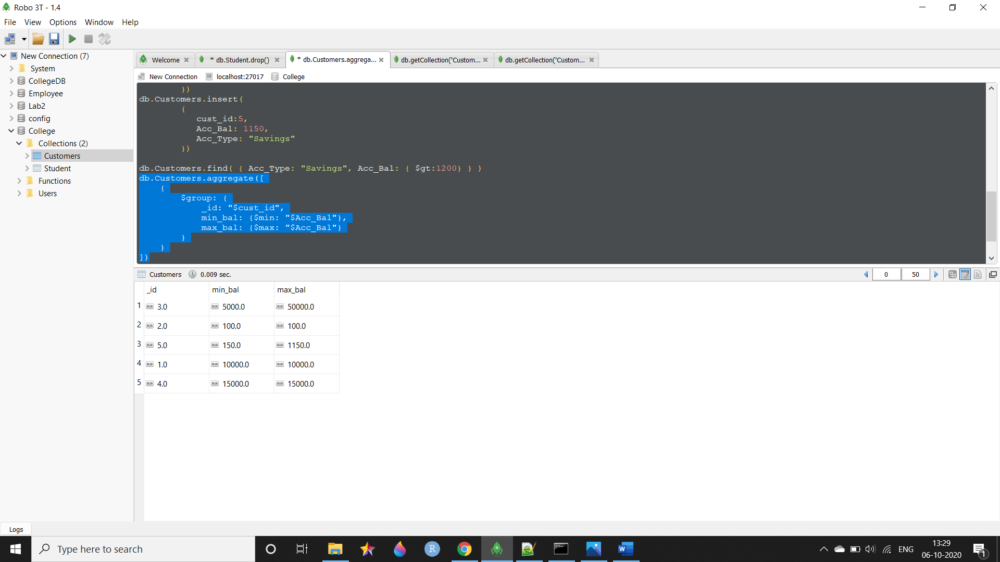 Robo 3T - 1.4
File View Options Window Help
New Connection (7)
System
CollegeDB
Employee
Lab2
config
College
Collections (2)
Customers
Student
Functions
Users
Welcome
* db.Student.drop()
* db.Customers.aggrega...
db.getCollection('Custom...
db.getCollection('Custom...
New Connection localhost:27017 College
})
db.Customers.insert(
{
cust_id:5,
Acc_Bal: 1150,
Acc_Type: "Savings"
})
db.Customers.find( { Acc_Type: "Savings", Acc_Bal: { $gt:1200} } )
db.Customers.aggregate([
{
$group: {
_id: "$cust_id",
min_bal: {$min: "$Acc_Bal"},
max_bal: {$max: "$Acc_Bal"}
}
}
])
Customers 0.009 sec. 0 50
_id min_bal max_bal
1 3.0 5000.0 50000.0
2 2.0 100.0 100.0
3 5.0 150.0 1150.0
4 1.0 10000.0 10000.0
5 4.0 15000.0 15000.0
Logs
Type here to search
R
W
ENG
13:29
06-10-2020
1